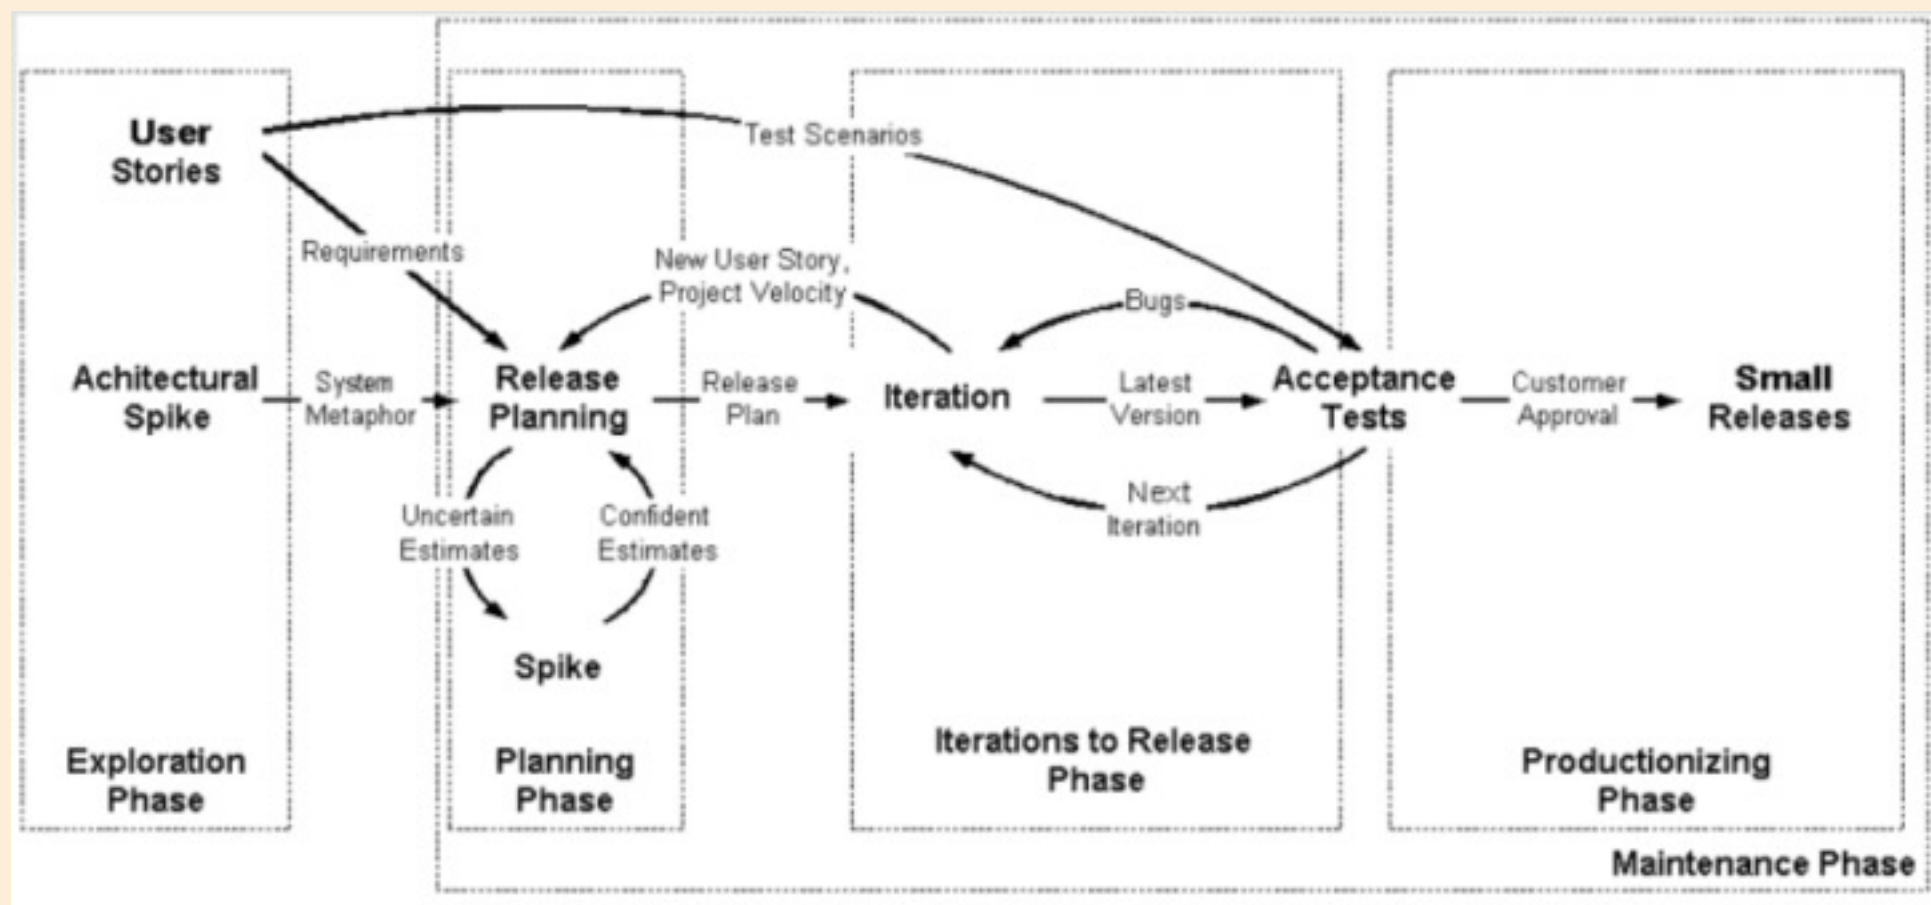 User
Stories
Test Scenarios
Requirements
New User Story,
Project Velocity
Bugs
Achitectural
Spike
System
Metaphor
Release
Planning
Release
Plan
Iteration
Latest
Version
Acceptance
Tests
Customer
Approval
Small
Releases
Uncertain
Estimates
Confident
Estimates
Next
Iteration
Spike
Exploration
Phase
Planning
Phase
Iterations to Release
Phase
Productionizing
Phase
Maintenance Phase